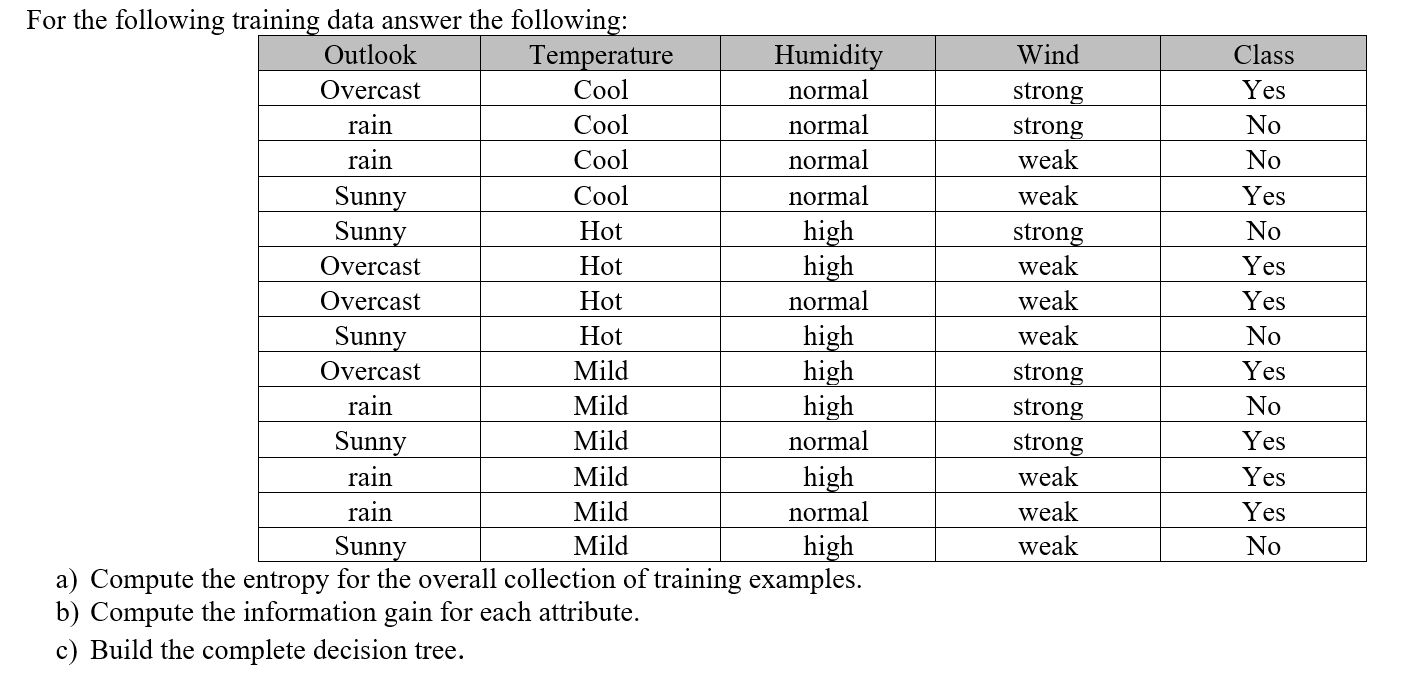 For the following training data answer the following:
Outlook Temperature Humidity Wind Class
Overcast Cool normal strong Yes
rain Cool normal strong No
rain Cool normal weak No
Sunny Cool normal weak Yes
Sunny Hot high strong No
Overcast Hot high weak Yes
Overcast Hot normal weak Yes
Sunny Hot high weak No
Overcast Mild high strong Yes
rain Mild high strong No
Sunny Mild normal strong Yes
rain Mild high weak Yes
rain Mild normal weak Yes
Sunny Mild high weak No
a) Compute the entropy for the overall collection of training examples.
b) Compute the information gain for each attribute.
c) Build the complete decision tree.